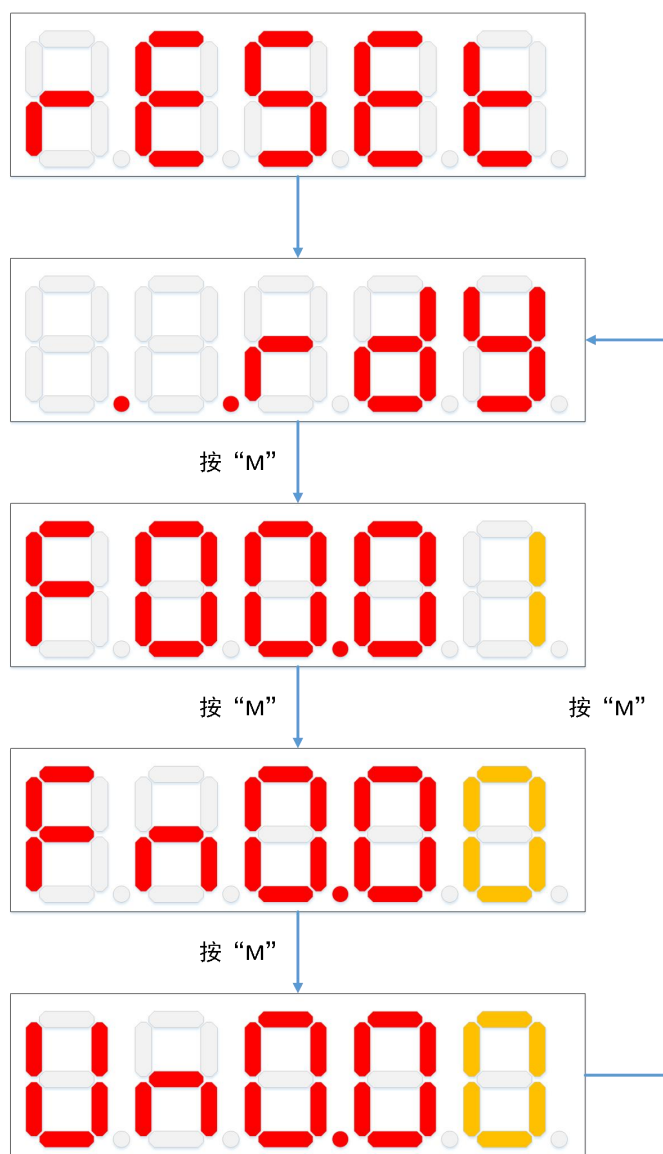 rESEt
..rdY
按 “M”
F00.01
按 “M”
按 “M”
Fn0.00
按 “M”
Un0.00